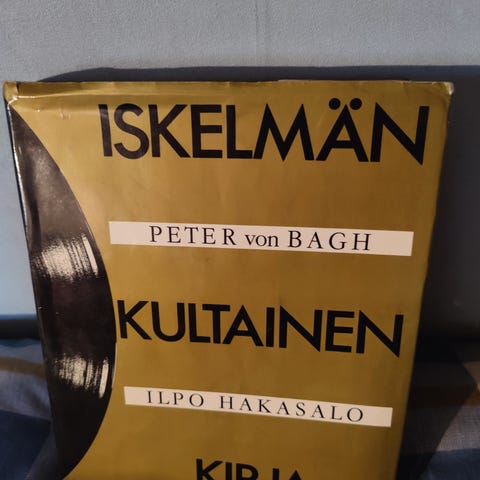 ISKELMÄN
PETER von BAGH
KULTAINEN
ILPO HAKASALO
KIRJA